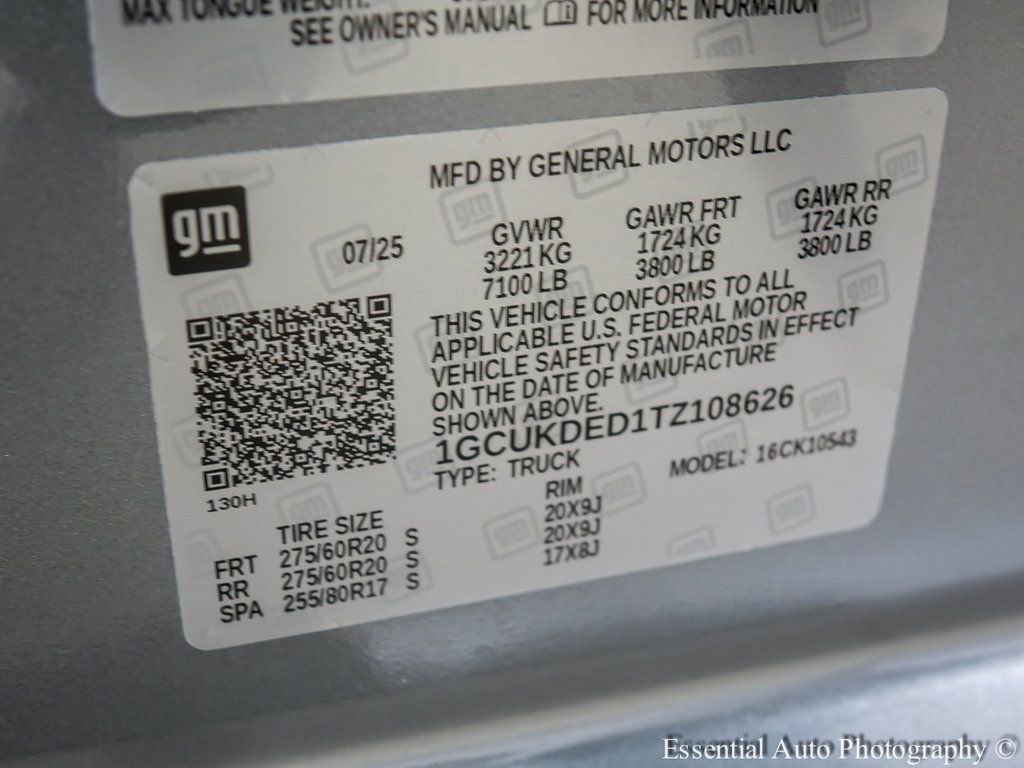 MAX TONGUE WEIGHT:
SEE OWNER'S MANUAL FOR MORE INFORMATION
MFD BY GENERAL MOTORS LLC
gm
07/25
GVWR GAWR FRT GAWR RR
3221 KG 1724 KG 1724 KG
7100 LB 3800 LB 3800 LB
THIS VEHICLE CONFORMS TO ALL
APPLICABLE U.S. FEDERAL MOTOR
VEHICLE SAFETY STANDARDS IN EFFECT
ON THE DATE OF MANUFACTURE
SHOWN ABOVE.
1GCUKDED1TZ108626
TYPE: TRUCK MODEL: 16CK10543
130H
TIRE SIZE RIM
FRT 275/60R20 S 20X9J
RR 275/60R20 S 20X9J
SPA 255/80R17 S 17X8J
Essential Auto Photography ©